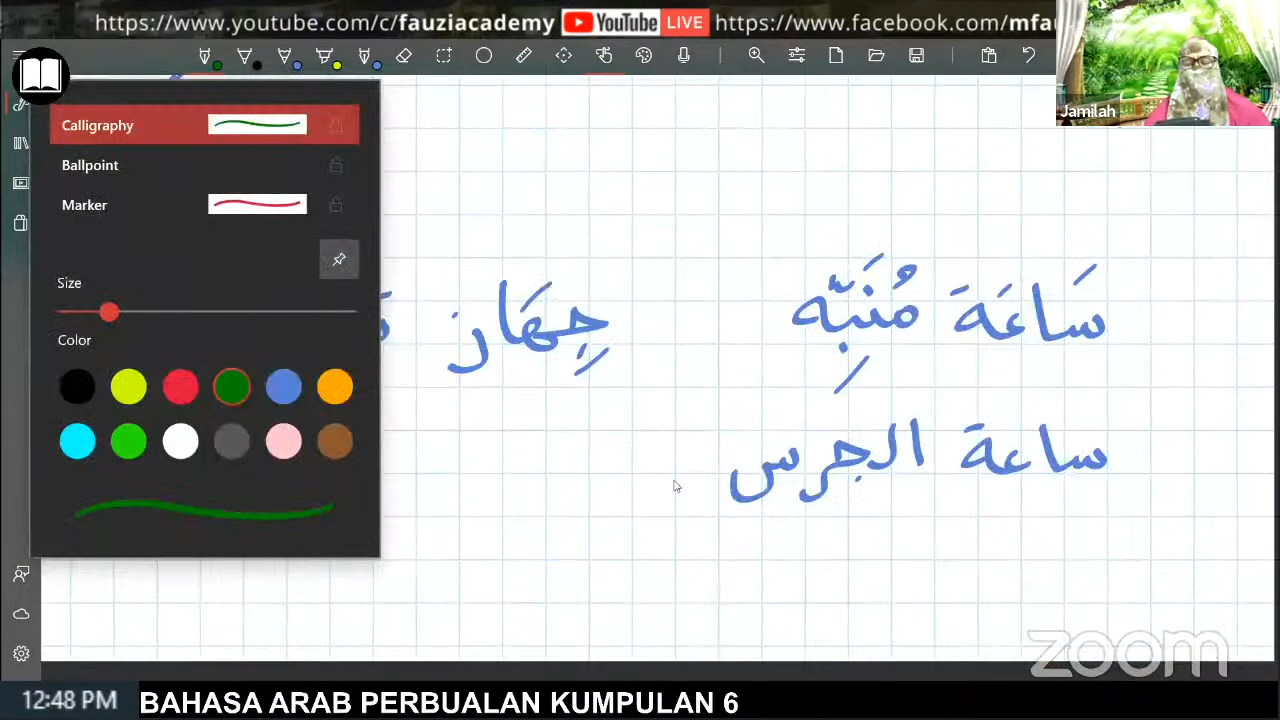 https://www.youtube.com/c/fauziacademy YouTube LIVE https://www.facebook.com/mfau
Jamilah
Calligraphy
Ballpoint
Marker
Size
Color
سَاعَة مُنَبِّه
جِهَاز
ساعة الجرس
zoom
12:48 PM BAHASA ARAB PERBUALAN KUMPULAN 6